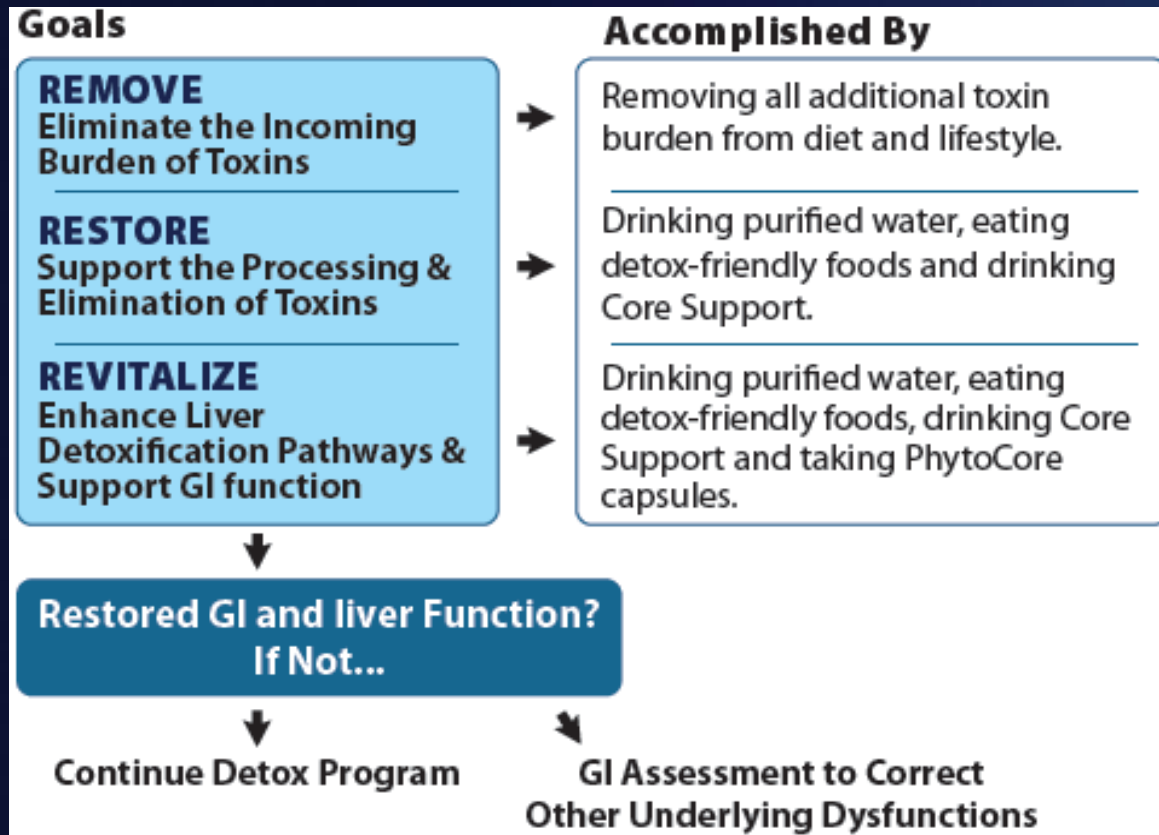 Goals
REMOVE
Eliminate the Incoming
Burden of Toxins
RESTORE
Support the Processing &
Elimination of Toxins
REVITALIZE
Enhance Liver
Detoxification Pathways &
Support GI function
Accomplished By
Removing all additional toxin
burden from diet and lifestyle.
Drinking purified water, eating
detox-friendly foods and drinking
Core Support.
Drinking purified water, eating
detox-friendly foods, drinking Core
Support and taking PhytoCore
capsules.
Restored GI and liver Function?
If Not...
Continue Detox Program
GI Assessment to Correct
Other Underlying Dysfunctions